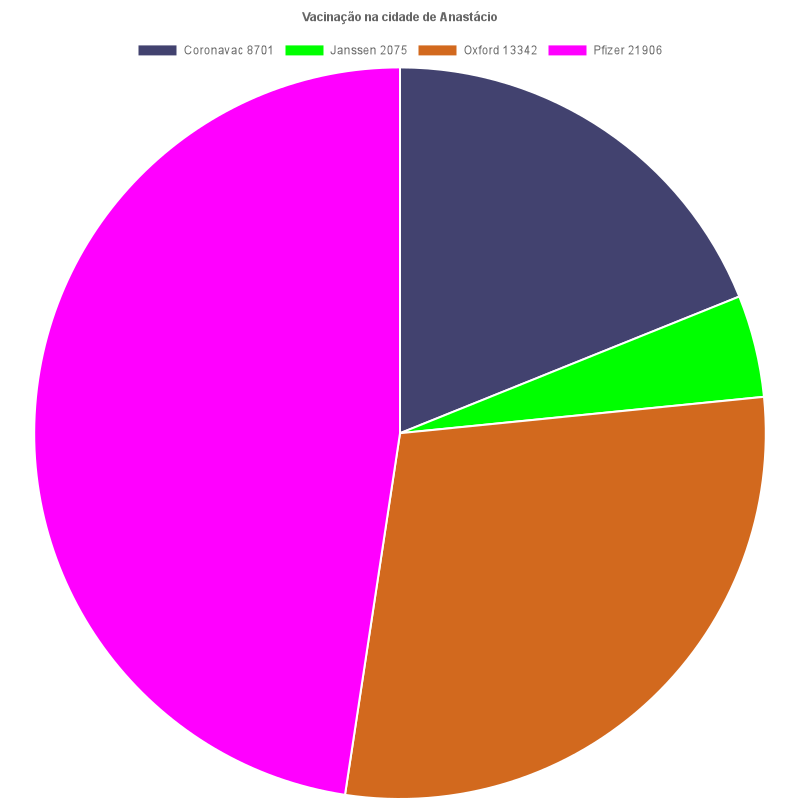 Vacinação na cidade de Anastácio
Coronavac 8701 Janssen 2075 Oxford 13342 Pfizer 21906